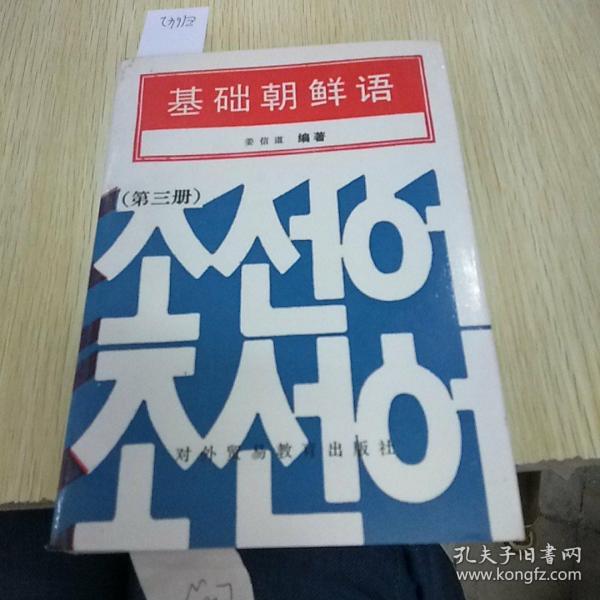 基础朝鲜语
姜信道 编著
(第三册)
조선어
조선어
对外贸易教育出版社
孔夫子旧书网
www.kongfz.com